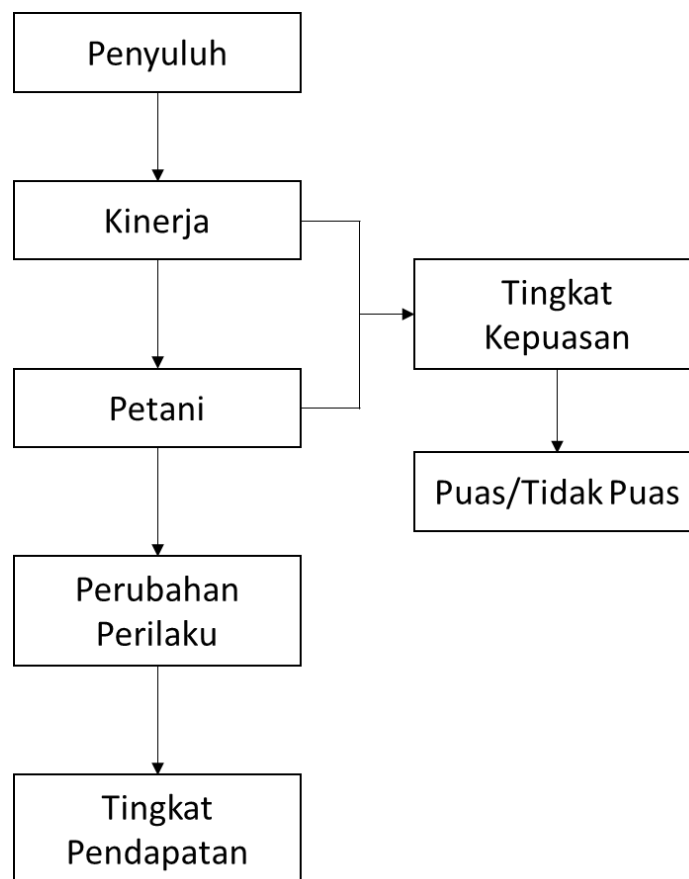 Penyuluh
Kinerja
Tingkat
Kepuasan
Petani
Puas/Tidak Puas
Perubahan
Perilaku
Tingkat
Pendapatan